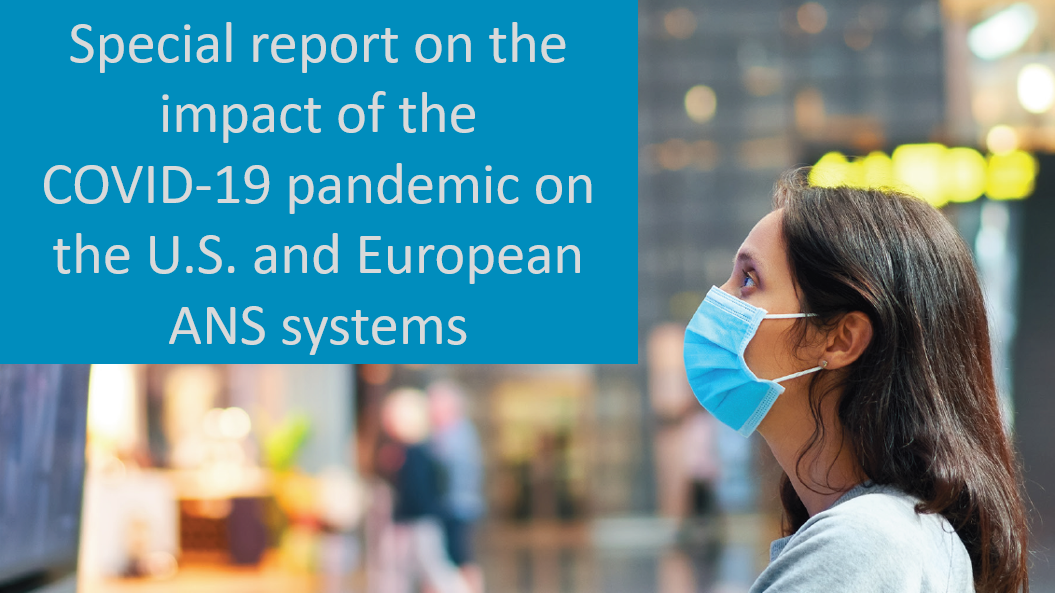 Special report on the
impact of the
COVID-19 pandemic on
the U.S. and European
ANS systems